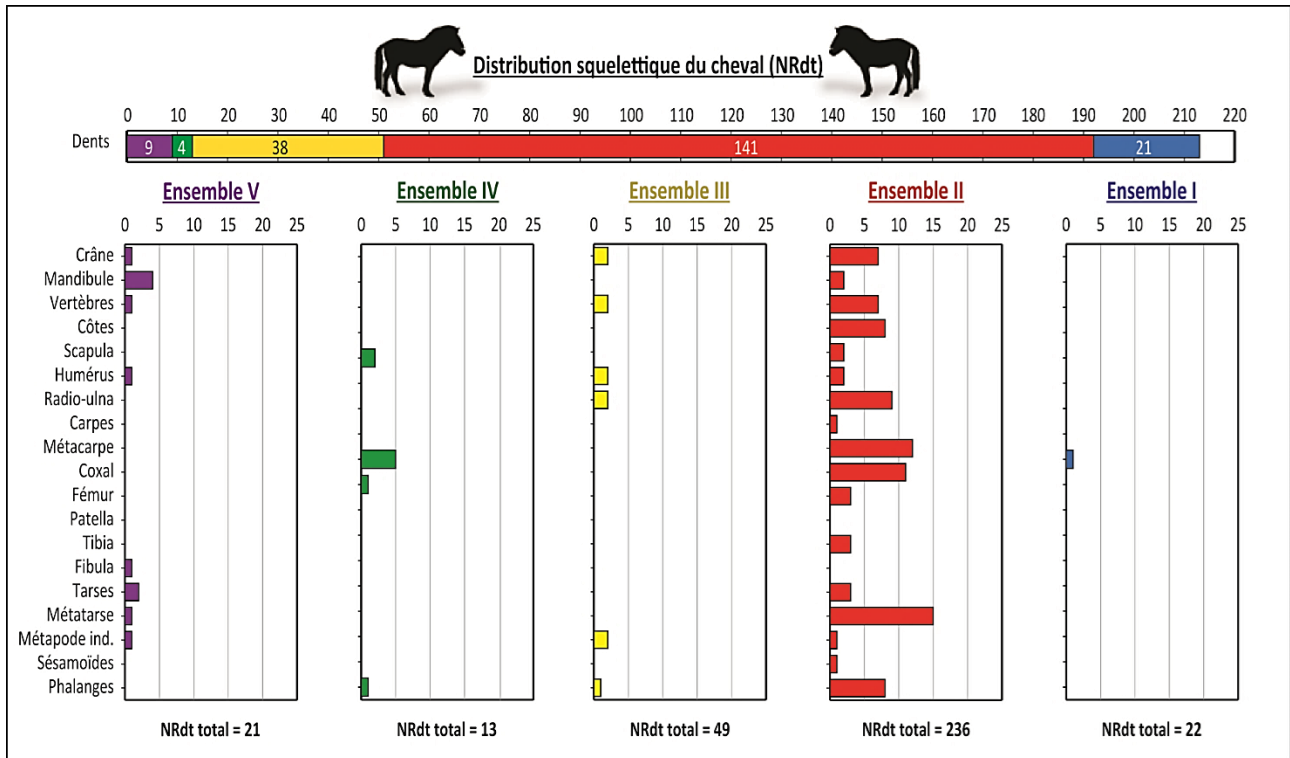 Distribution squelettique du cheval (NRdt)
0 10 20 30 40 50 60 70 80 90 100 110 120 130 140 150 160 170 180 190 200 210 220
Dents 9 4 38 141 21
Ensemble V Ensemble IV Ensemble III Ensemble II Ensemble I
0 5 10 15 20 25 0 5 10 15 20 25 0 5 10 15 20 25 0 5 10 15 20 25 0 5 10 15 20 25
Crâne
Mandibule
Vertèbres
Côtes
Scapula
Humérus
Radio-ulna
Carpes
Métacarpe
Coxal
Fémur
Patella
Tibia
Fibula
Tarses
Métatarse
Métapode ind.
Sésamoïdes
Phalanges
NRdt total = 21 NRdt total = 13 NRdt total = 49 NRdt total = 236 NRdt total = 22